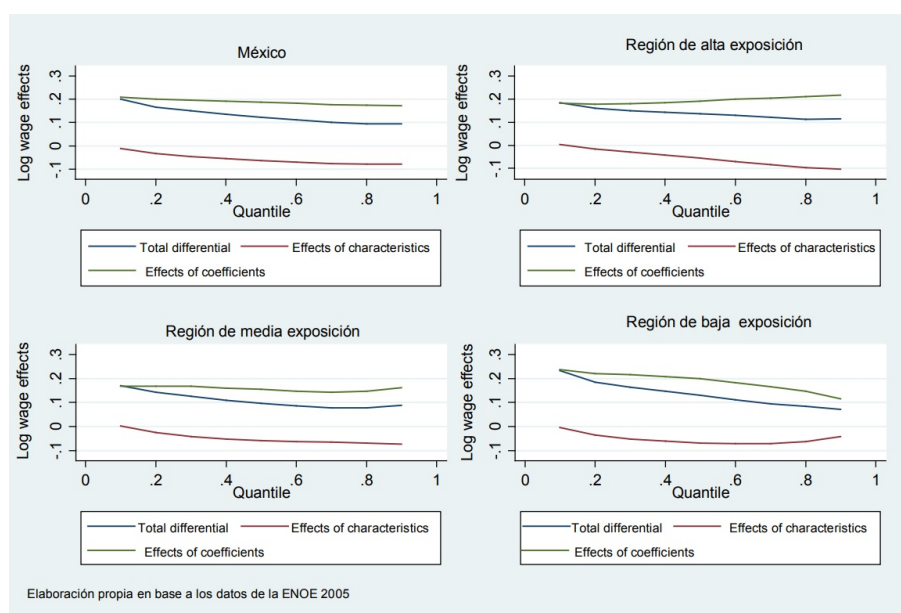 México
Log wage effects
.3
.2
.1
0
-.1
0 .2 .4 .6 .8 1
Quantile
Total differential Effects of characteristics
Effects of coefficients
Región de alta exposición
Log wage effects
.3
.2
.1
0
-.1
0 .2 .4 .6 .8 1
Quantile
Total differential Effects of characteristics
Effects of coefficients
Región de media exposición
Log wage effects
.3
.2
.1
0
-.1
0 .2 .4 .6 .8 1
Quantile
Total differential Effects of characteristics
Effects of coefficients
Región de baja exposición
Log wage effects
.3
.2
.1
0
-.1
0 .2 .4 .6 .8 1
Quantile
Total differential Effects of characteristics
Effects of coefficients
Elaboración propia en base a los datos de la ENOE 2005